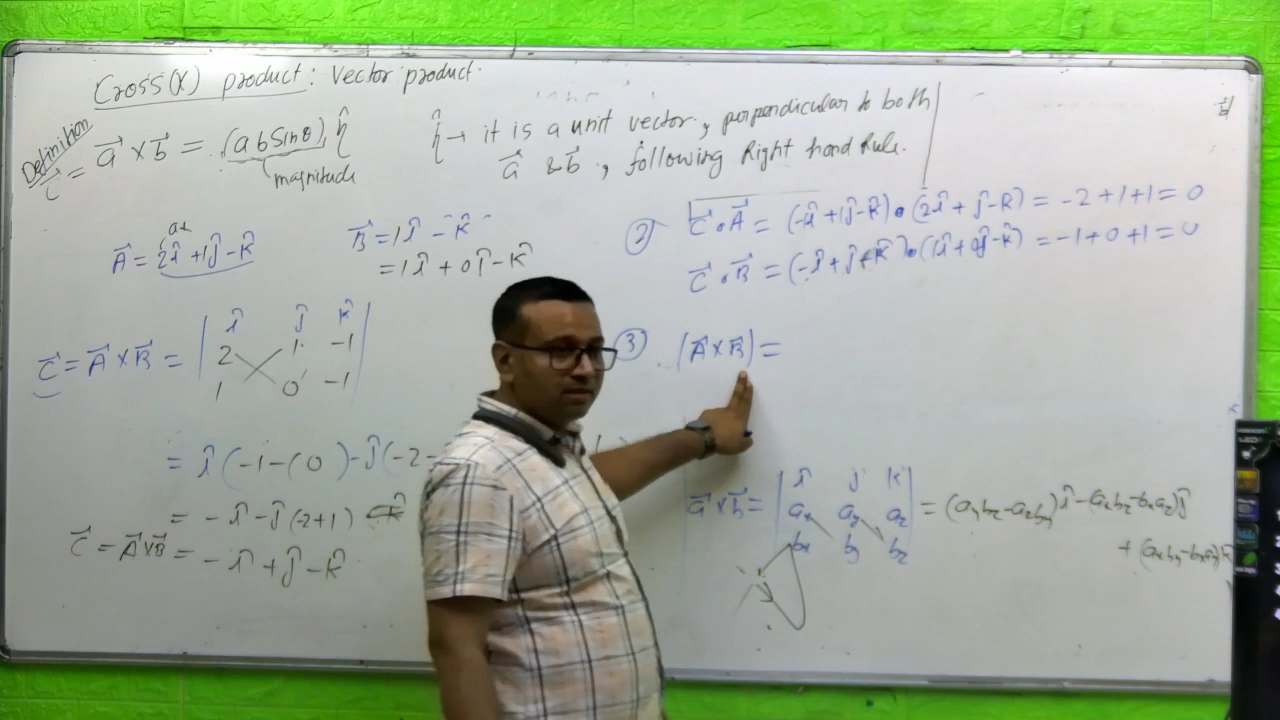 Cross(X) product: Vector product.
Definition
C⃗ = a⃗ × b⃗ = (ab Sinθ) n̂
magnitude
n̂ → it is a unit vector, perpendicular to both
a⃗ & b⃗, following Right hand Rule.
A⃗ = 2î + 1ĵ - k̂
B⃗ = 1î - k̂
= 1î + 0ĵ - k̂
C⃗ = A⃗ × B⃗ = | î ĵ k̂
2 1 -1
1 0 -1 |
= î(-1-(0)-ĵ(-2-
= -î - ĵ(-2+1)
C⃗ = A⃗×B⃗ = -î + ĵ - k̂
② C⃗ • A⃗ = (-î + 1ĵ - k̂) • (2î + ĵ - k̂) = -2 + 1 + 1 = 0
C⃗ • B⃗ = (-î + ĵ - k̂) • (1î + 0ĵ - k̂) = -1 + 0 + 1 = 0
③ |A⃗ × B⃗| =
a⃗ × b⃗ = | î j k
ax ay az
bx by bz | = (aybz - azby)î - (axbz - bxaz)ĵ
+ (axby - bxay)k̂